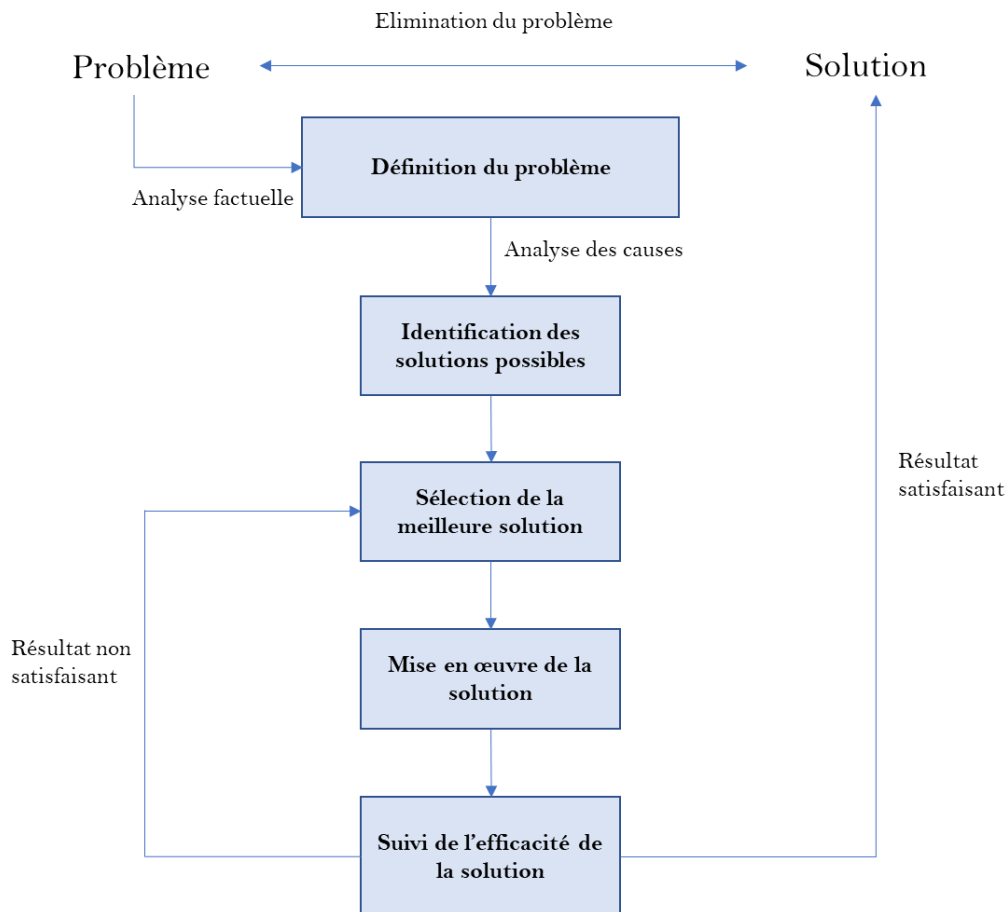 Elimination du problème
Problème
Solution
Définition du problème
Analyse factuelle
Analyse des causes
Identification des
solutions possibles
Sélection de la
meilleure solution
Résultat
satisfaisant
Résultat non
satisfaisant
Mise en œuvre de la
solution
Suivi de l’efficacité de
la solution